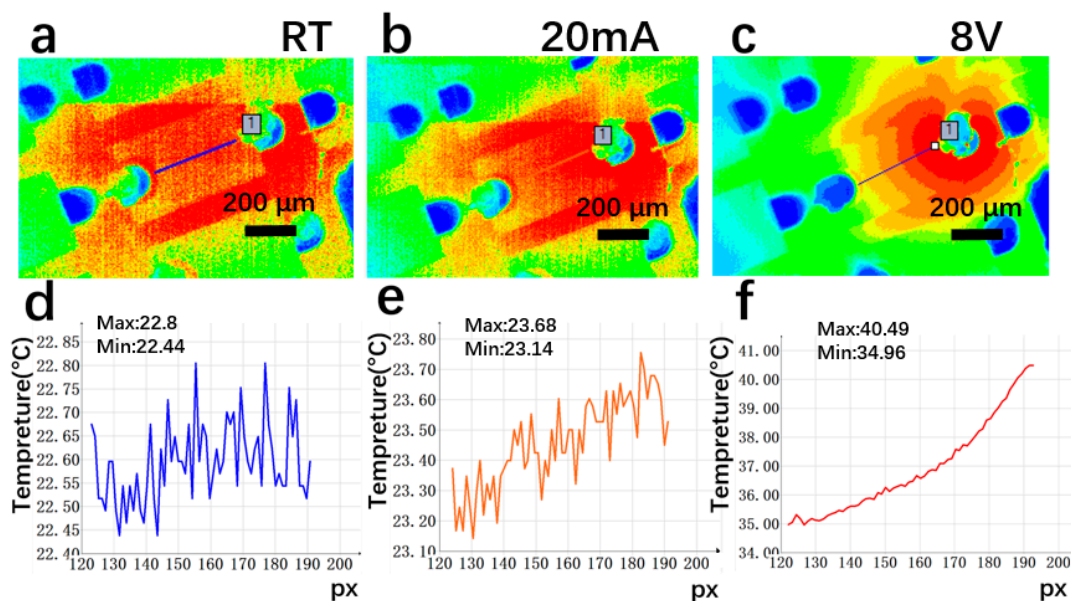 a RT
b 20mA
c 8V
1
200 μm
1
200 μm
1
200 μm
d
Max:22.8
Min:22.44
Tempreture(°C)
22.85
22.80
22.75
22.70
22.65
22.60
22.55
22.50
22.45
22.40
120 130 140 150 160 170 180 190 200
px
e
Max:23.68
Min:23.14
Tempreture(°C)
23.80
23.70
23.60
23.50
23.40
23.30
23.20
23.10
120 130 140 150 160 170 180 190 200
px
f
Max:40.49
Min:34.96
Tempreture(°C)
41.00
40.00
39.00
38.00
37.00
36.00
35.00
34.00
120 130 140 150 160 170 180 190 200
px